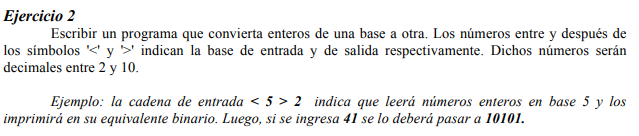 Ejercicio 2
Escribir un programa que convierta enteros de una base a otra. Los números entre y después de
los símbolos '<' y '>' indican la base de entrada y de salida respectivamente. Dichos números serán
decimales entre 2 y 10.
Ejemplo: la cadena de entrada < 5 > 2 indica que leerá números enteros en base 5 y los
imprimirá en su equivalente binario. Luego, si se ingresa 41 se lo deberá pasar a 10101.